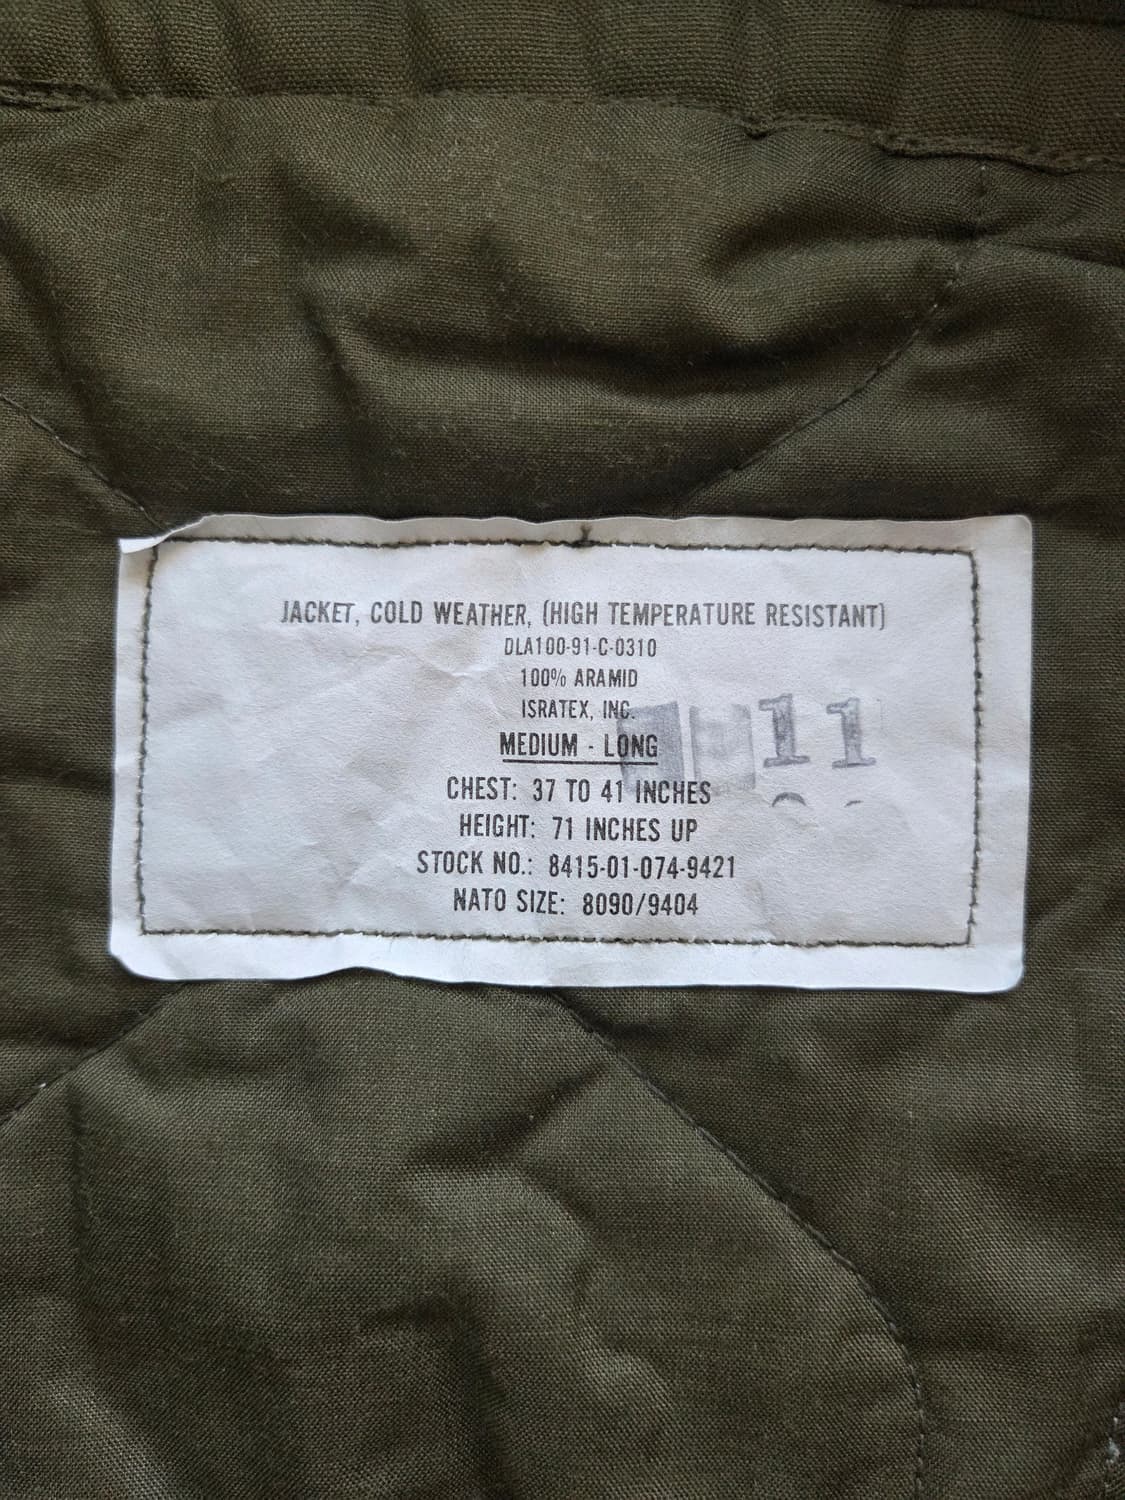 JACKET, COLD WEATHER, (HIGH TEMPERATURE RESISTANT)
DLA100-91-C-0310
100% ARAMID
ISRATEX, INC.
11
MEDIUM - LONG
CHEST: 37 TO 41 INCHES
HEIGHT: 71 INCHES UP
STOCK NO.: 8415-01-074-9421
NATO SIZE: 8090/9404